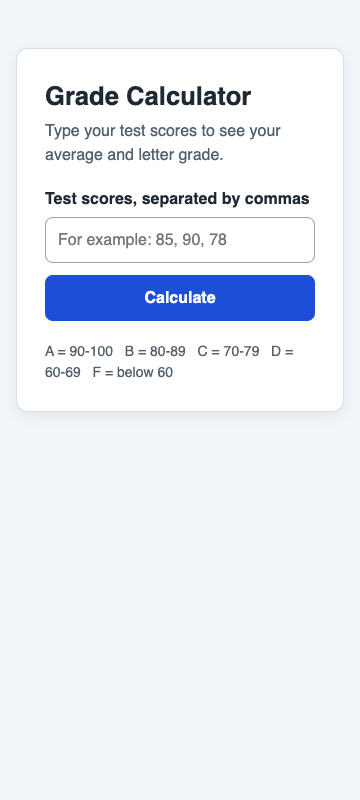 Grade Calculator
Type your test scores to see your
average and letter grade.
Test scores, separated by commas
For example: 85, 90, 78
Calculate
A = 90-100 B = 80-89 C = 70-79 D =
60-69 F = below 60